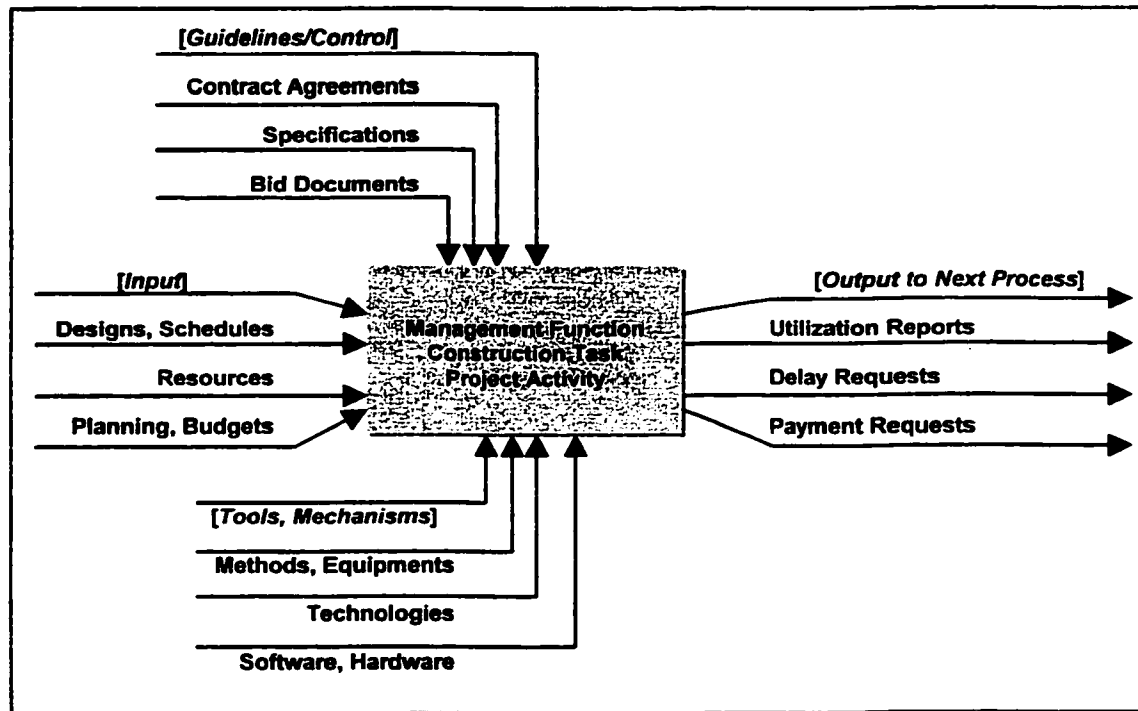 [Guidelines/Control]
Contract Agreements
Specifications
Bid Documents
[Input]
Designs, Schedules
Resources
Planning, Budgets
Management Function
Construction Task
Project Activity
[Output to Next Process]
Utilization Reports
Delay Requests
Payment Requests
[Tools, Mechanisms]
Methods, Equipments
Technologies
Software, Hardware